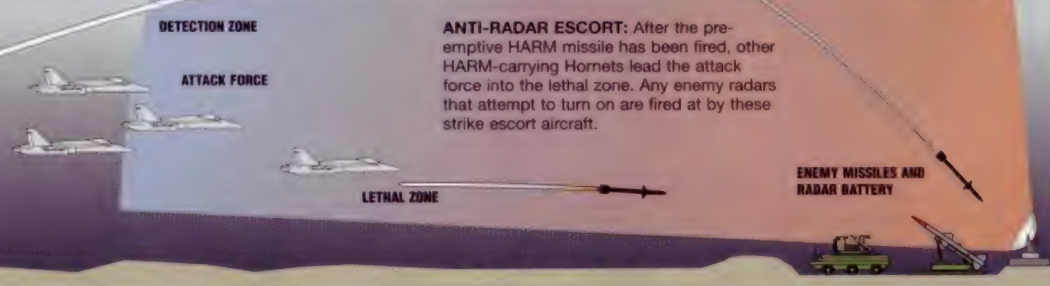 DETECTION ZONE
ATTACK FORCE
ANTI-RADAR ESCORT: After the pre-
emptive HARM missile has been fired, other
HARM-carrying Hornets lead the attack
force into the lethal zone. Any enemy radars
that attempt to turn on are fired at by these
strike escort aircraft.
LETHAL ZONE
ENEMY MISSILES AND
RADAR BATTERY